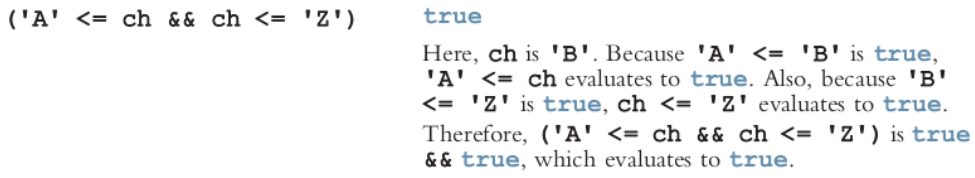 ('A' <= ch && ch <= 'Z') true
Here, ch is 'B'. Because 'A' <= 'B' is true,
'A' <= ch evaluates to true. Also, because 'B'
<= 'Z' is true, ch <= 'Z' evaluates to true.
Therefore, ('A' <= ch && ch <= 'Z') is true
&& true, which evaluates to true.